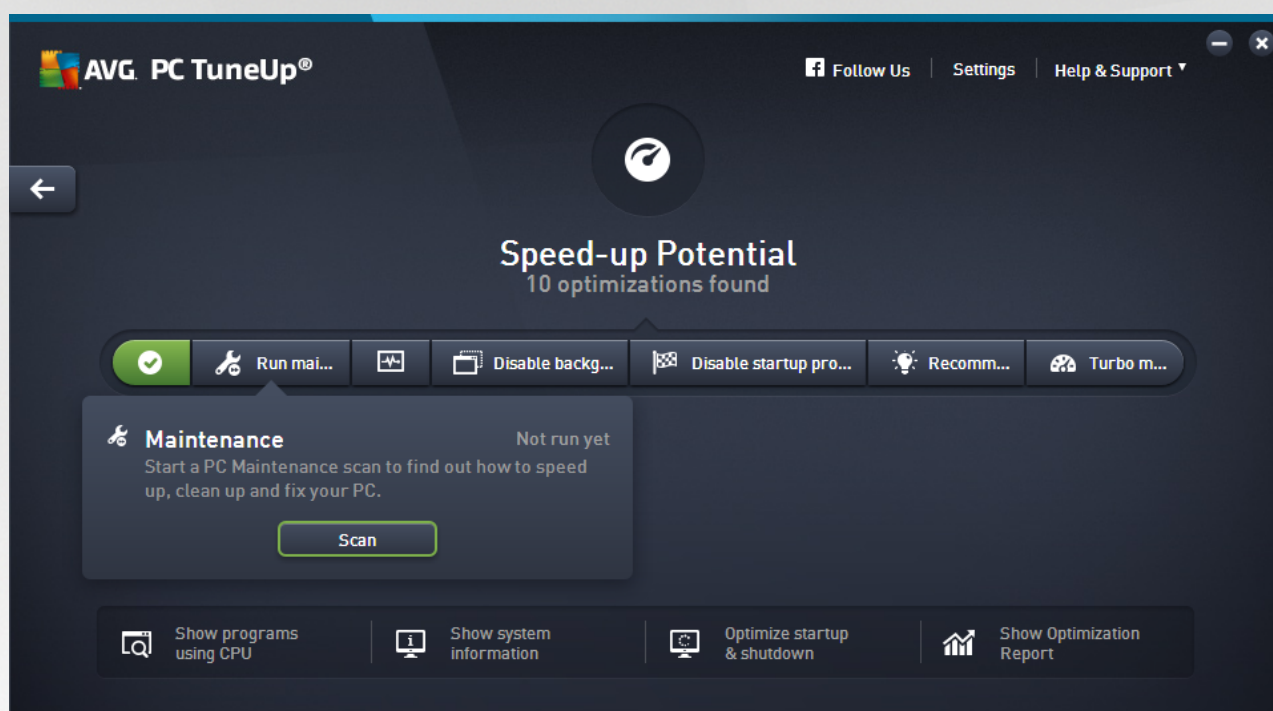 AVG. PC TuneUp®
Follow Us
Settings
Help & Support
Speed-up Potential
10 optimizations found
Run mai...
Disable backg...
Disable startup pro...
Recomm...
Turbo m...
Maintenance
Not run yet
Start a PC Maintenance scan to find out how to speed
up, clean up and fix your PC.
Scan
Show programs
using CPU
Show system
information
Optimize startup
& shutdown
Show Optimization
Report